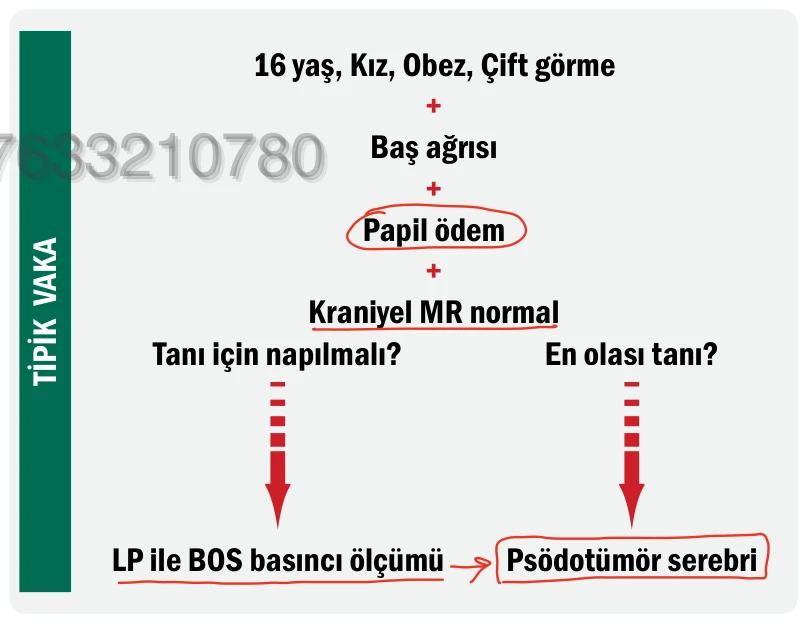 16 yaş, Kız, Obez, Çift görme
+
Baş ağrısı
+
Papil ödem
+
Kraniyel MR normal
Tanı için napılmalı? En olası tanı?
LP ile BOS basıncı ölçümü Psödotümör serebri
TİPİK VAKA
7633210780